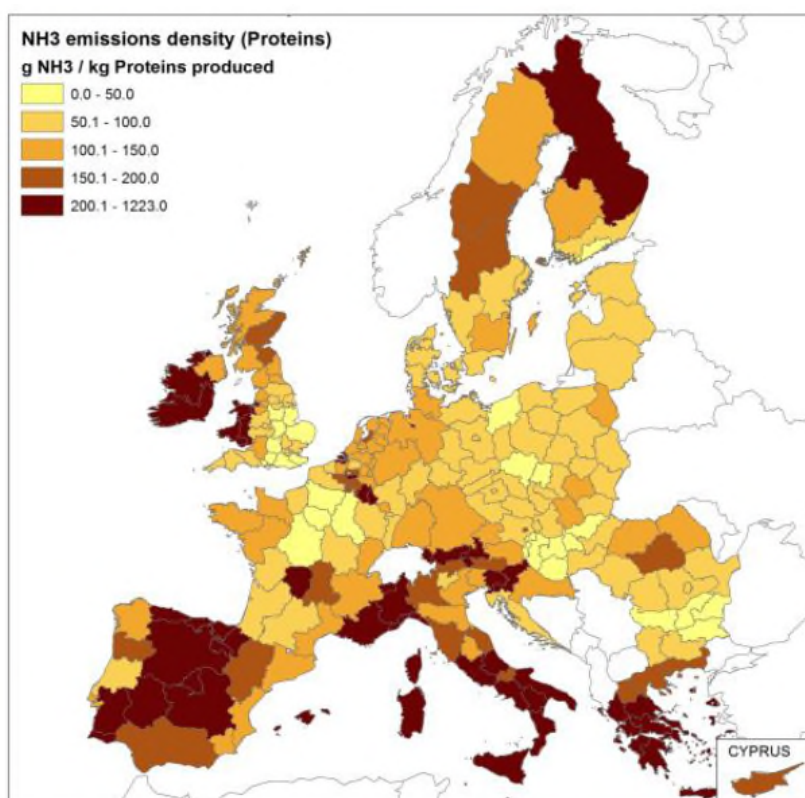 NH3 emissions density (Proteins)
g NH3 / kg Proteins produced
0.0 - 50.0
50.1 - 100.0
100.1 - 150.0
150.1 - 200.0
200.1 - 1223.0
CYPRUS